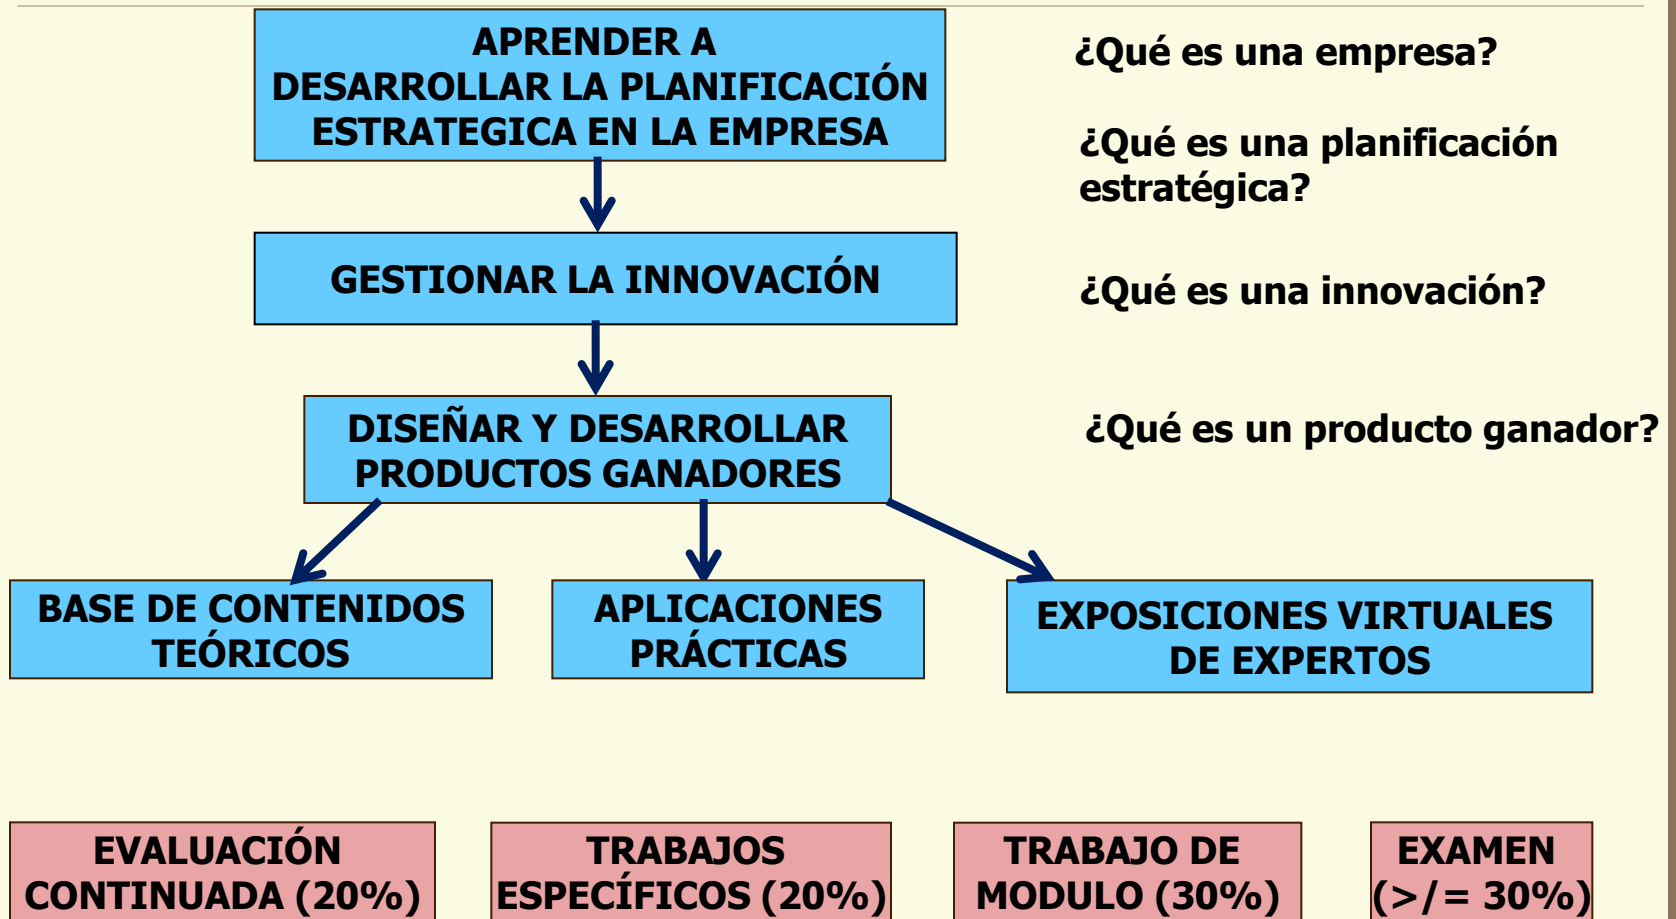 APRENDER A
DESARROLLAR LA PLANIFICACIÓN
ESTRATEGICA EN LA EMPRESA
¿Qué es una empresa?
¿Qué es una planificación
estratégica?
GESTIONAR LA INNOVACIÓN
¿Qué es una innovación?
DISEÑAR Y DESARROLLAR
PRODUCTOS GANADORES
¿Qué es un producto ganador?
BASE DE CONTENIDOS
TEÓRICOS
APLICACIONES
PRÁCTICAS
EXPOSICIONES VIRTUALES
DE EXPERTOS
EVALUACIÓN
CONTINUADA (20%)
TRABAJOS
ESPECÍFICOS (20%)
TRABAJO DE
MODULO (30%)
EXAMEN
(>/= 30%)